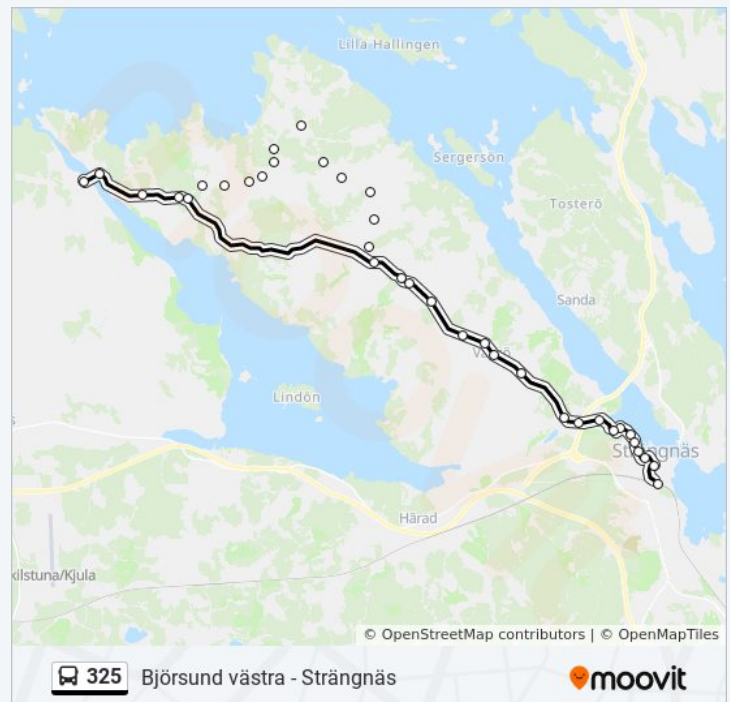 Lilla Hallingen
Sergersön
Tosterö
Sanda
Lindön
Strängnäs
Härad
kilstuna/Kjula
© OpenStreetMap contributors | © OpenMapTiles
325 Björsund västra - Strängnäs
moovit